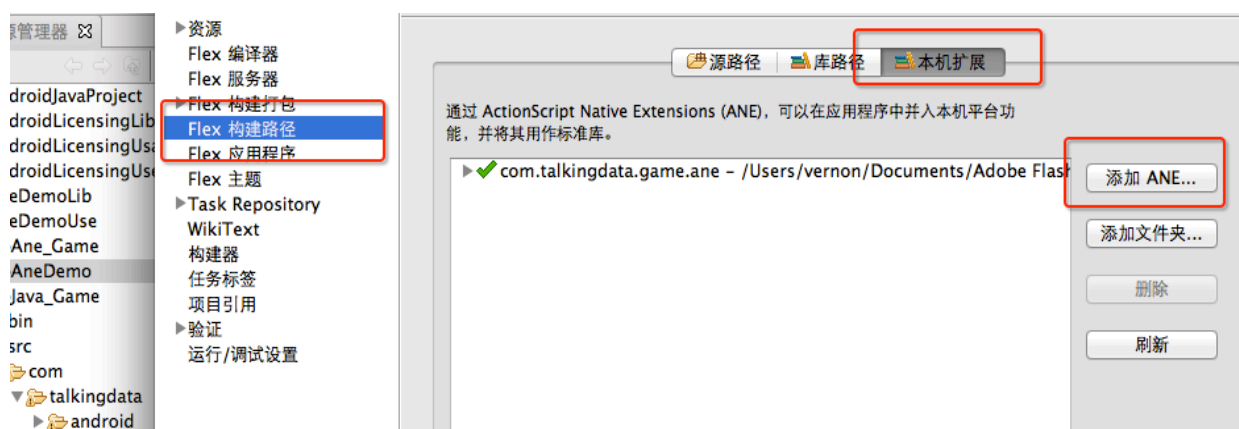 管理器
droidJavaProject
droidLicensingLib
droidLicensingUsa
droidLicensingUse
eDemoLib
eDemoUse
Ane_Game
AneDemo
Java_Game
bin
src
com
talkingdata
android
资源
Flex 编译器
Flex 服务器
Flex 构建打包
Flex 构建路径
Flex 应用程序
Flex 主题
Task Repository
WikiText
构建器
任务标签
项目引用
验证
运行/调试设置
源路径
库路径
本机扩展
通过 ActionScript Native Extensions (ANE)，可以在应用程序中并入本机平台功
能，并将其用作标准库。
com.talkingdata.game.ane – /Users/vernon/Documents/Adobe Flash
添加 ANE...
添加文件夹...
删除
刷新